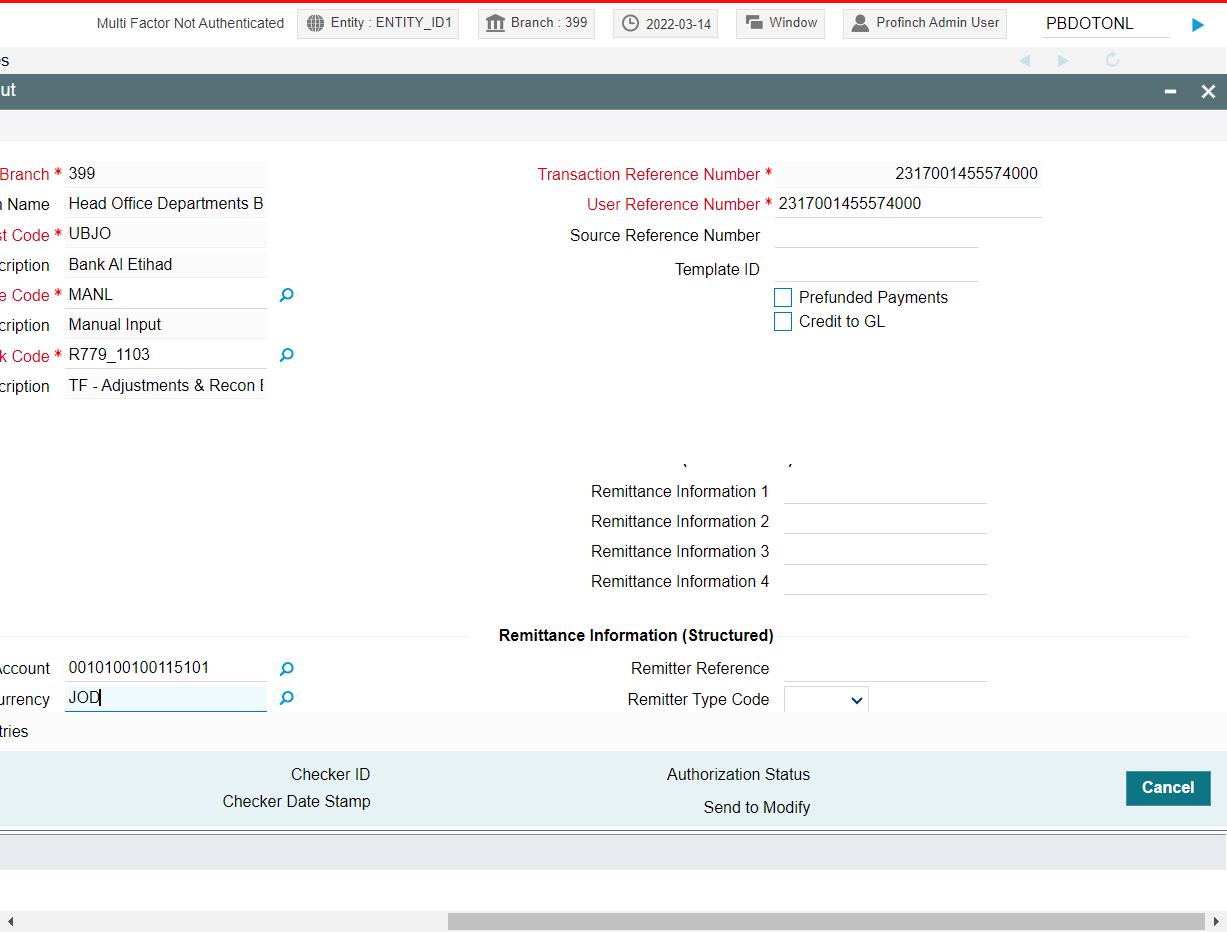 Multi Factor Not Authenticated Entity : ENTITY_ID1 Branch : 399 2022-03-14 Window Profinch Admin User PBDOTONL
s
ut
Branch * 399 Transaction Reference Number * 2317001455574000
Name Head Office Departments B User Reference Number * 2317001455574000
st Code * UBJO Source Reference Number
cription Bank Al Etihad Template ID
e Code * MANL Prefunded Payments
cription Manual Input Credit to GL
k Code * R779_1103
cription TF - Adjustments & Recon
Remittance Information 1
Remittance Information 2
Remittance Information 3
Remittance Information 4
Remittance Information (Structured)
Account 0010100100115101 Remitter Reference
urrency JOD Remitter Type Code
tries
Checker ID Authorization Status Cancel
Checker Date Stamp Send to Modify